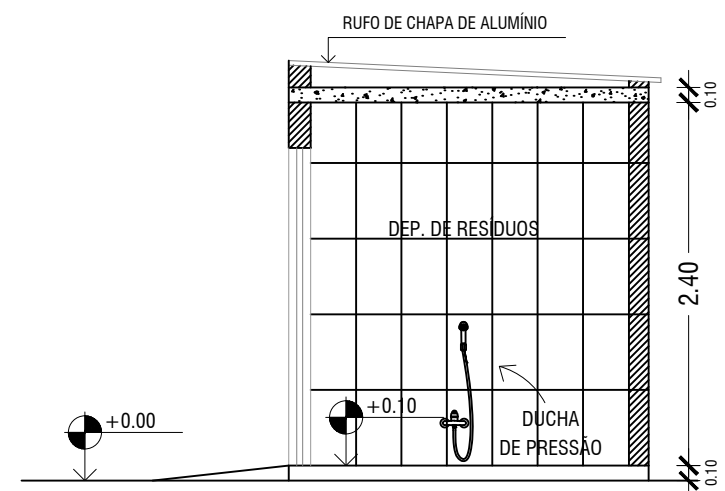 RUFO DE CHAPA DE ALUMÍNIO
0.10
DEP. DE RESÍDUOS
2.40
+0.00
+0.10
DUCHA
DE PRESSÃO
0.10